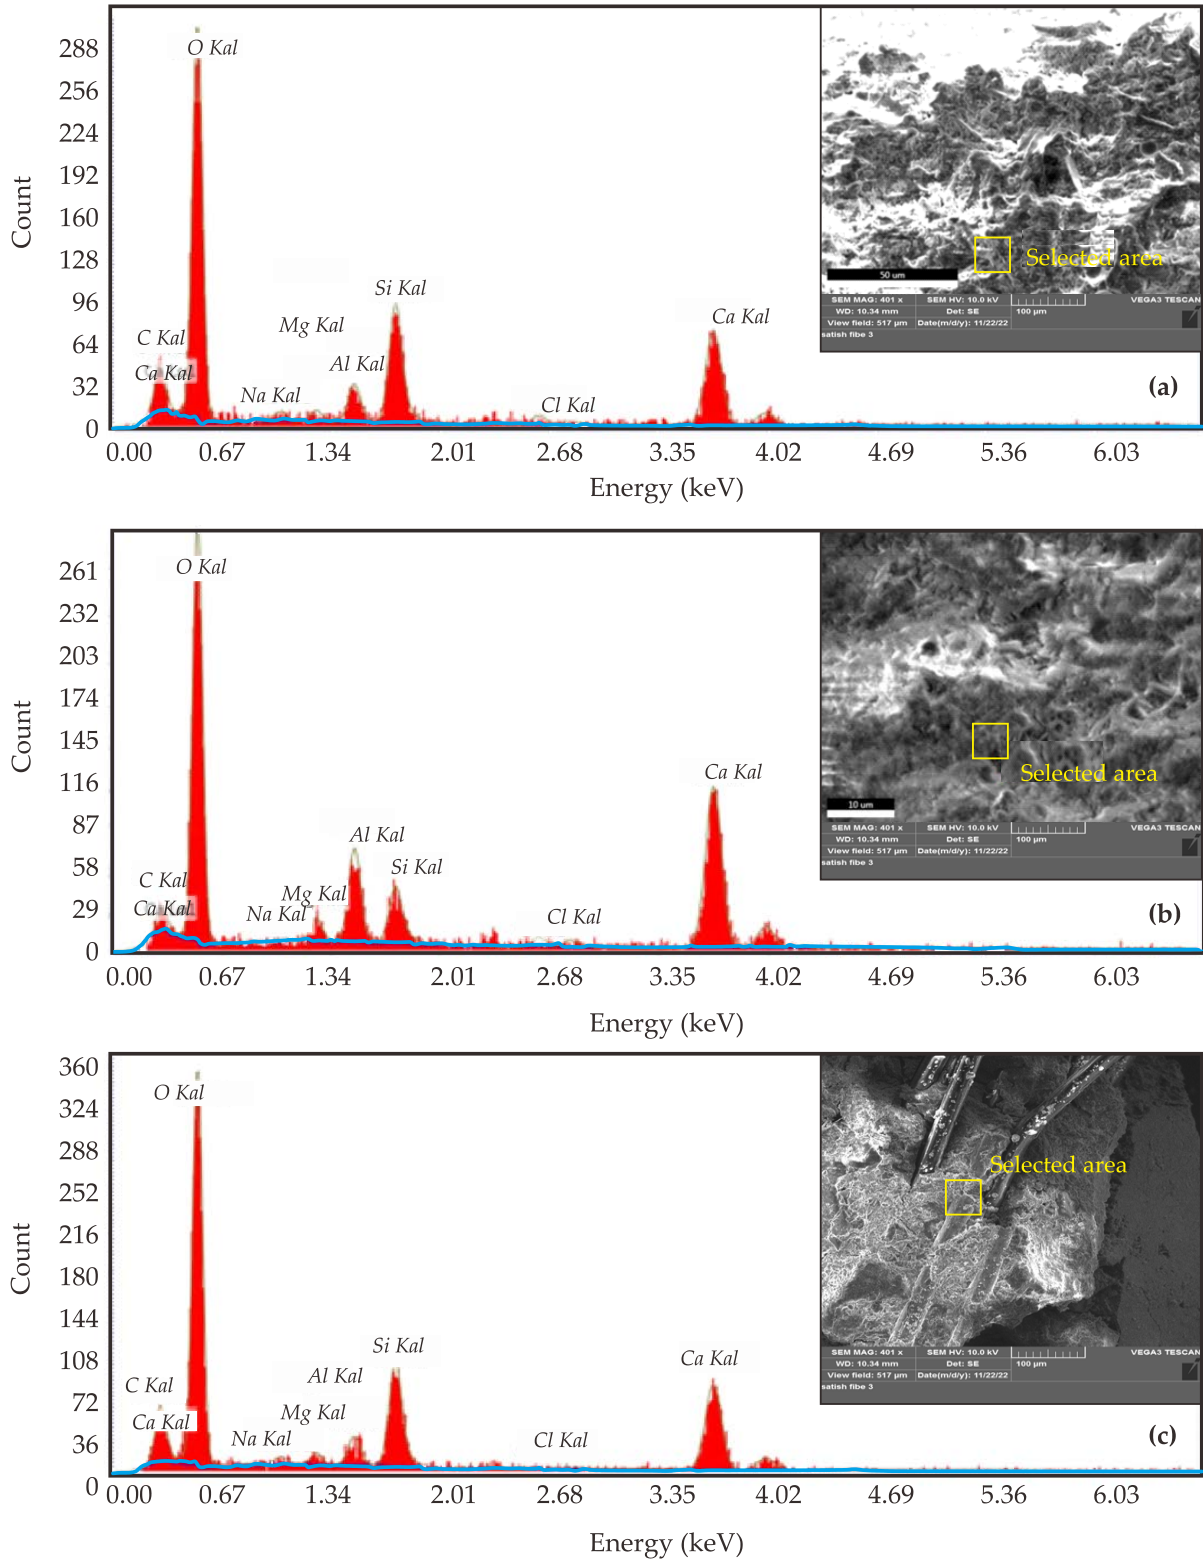 288
256
224
192
160
128
96
64
32
0
Count
O Kal
C Kal
Ca Kal
Na Kal
Mg Kal
Al Kal
Si Kal
Cl Kal
Ca Kal
Selected area
50 um
SEM MAG: 401 x SEM HV: 10.0 kV VEGA3 TESCAN
WD: 10.34 mm Det: SE 100 µm
View field: 517 µm Date(m/d/y): 11/22/22
satish fibe 3
(a)
0.00 0.67 1.34 2.01 2.68 3.35 4.02 4.69 5.36 6.03
Energy (keV)
261
232
203
174
145
116
87
58
29
0
Count
O Kal
C Kal
Ca Kal
Na Kal
Mg Kal
Al Kal
Si Kal
Cl Kal
Ca Kal
Selected area
10 um
SEM MAG: 401 x SEM HV: 10.0 kV VEGA3 TESCAN
WD: 10.34 mm Det: SE 100 µm
View field: 517 µm Date(m/d/y): 11/22/22
satish fibe 3
(b)
0.00 0.67 1.34 2.01 2.68 3.35 4.02 4.69 5.36 6.03
Energy (keV)
360
324
288
252
216
180
144
108
72
36
0
Count
O Kal
C Kal
Ca Kal
Na Kal
Mg Kal
Al Kal
Si Kal
Cl Kal
Ca Kal
Selected area
SEM MAG: 401 x SEM HV: 10.0 kV VEGA3 TESCAN
WD: 10.34 mm Det: SE 100 µm
View field: 517 µm Date(m/d/y): 11/22/22
satish fibe 3
(c)
0.00 0.67 1.34 2.01 2.68 3.35 4.02 4.69 5.36 6.03
Energy (keV)